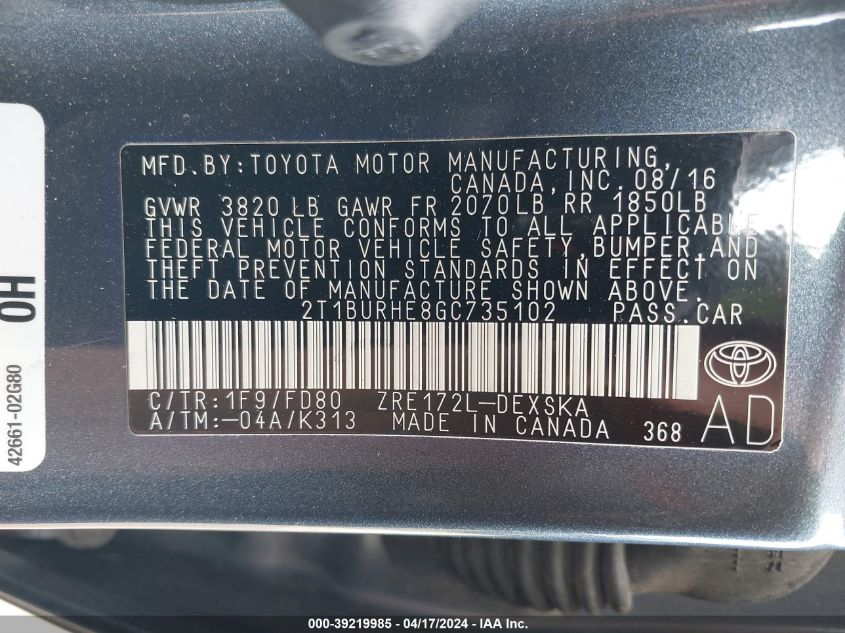 MFD.BY:TOYOTA MOTOR MANUFACTURING,
CANADA,INC.08/16
GVWR 3820 LB GAWR FR 2070LB RR 1850LB
THIS VEHICLE CONFORMS TO ALL APPLICABLE
FEDERAL MOTOR VEHICLE SAFETY,BUMPER,AND
THEFT PREVENTION STANDARDS IN EFFECT ON
THE DATE OF MANUFACTURE SHOWN ABOVE.
2T1BURHE8GC735102 PASS.CAR
C/TR:1F9/FD80 ZRE172L-DEXSKA
A/TM:-04A/K313 MADE IN CANADA 368 AD
OH
42661-02G80
000-39219985 - 04/17/2024 - IAAI.com.